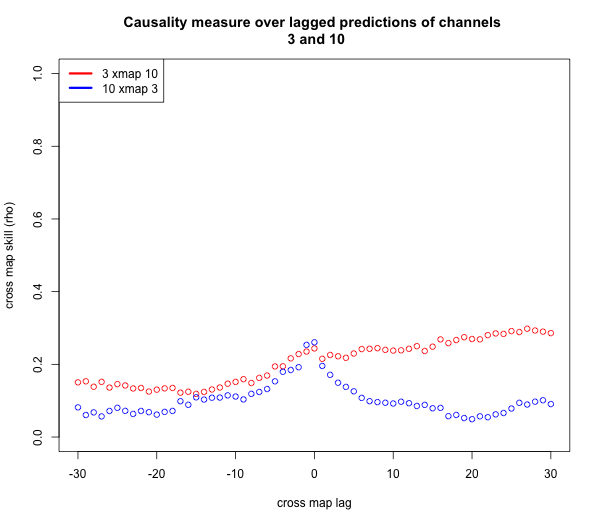 Causality measure over lagged predictions of channels
3 and 10
3 xmap 10
10 xmap 3
1.0
0.8
0.6
0.4
0.2
0.0
cross map skill (rho)
-30
-20
-10
0
10
20
30
cross map lag